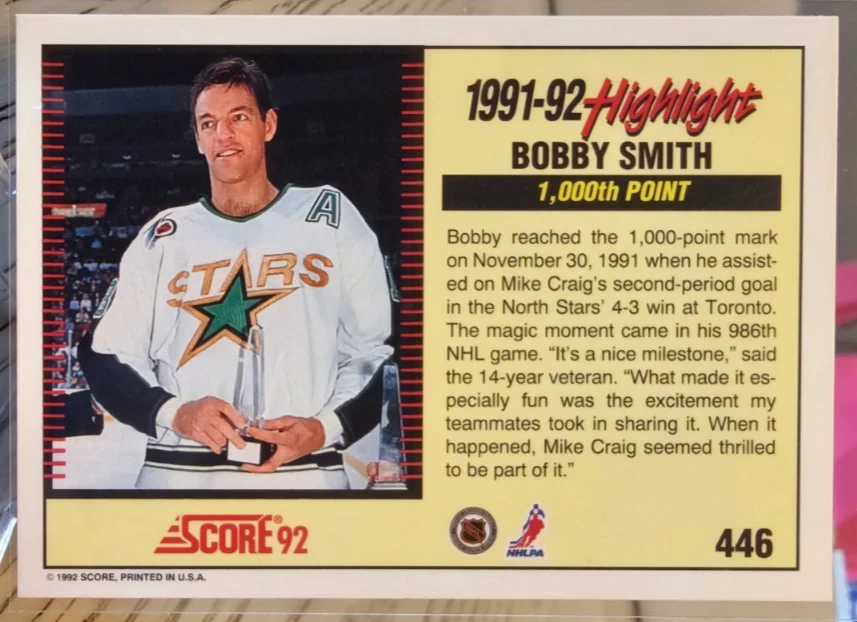 1991-92 Highlight
BOBBY SMITH
1,000th POINT
Bobby reached the 1,000-point mark
on November 30, 1991 when he assist-
ed on Mike Craig's second-period goal
in the North Stars' 4-3 win at Toronto.
The magic moment came in his 986th
NHL game. “It's a nice milestone,” said
the 14-year veteran. “What made it es-
pecially fun was the excitement my
teammates took in sharing it. When it
happened, Mike Craig seemed thrilled
to be part of it.”
A
STARS
SCORE® 92
NHLPA
446
© 1992 SCORE, PRINTED IN U.S.A.